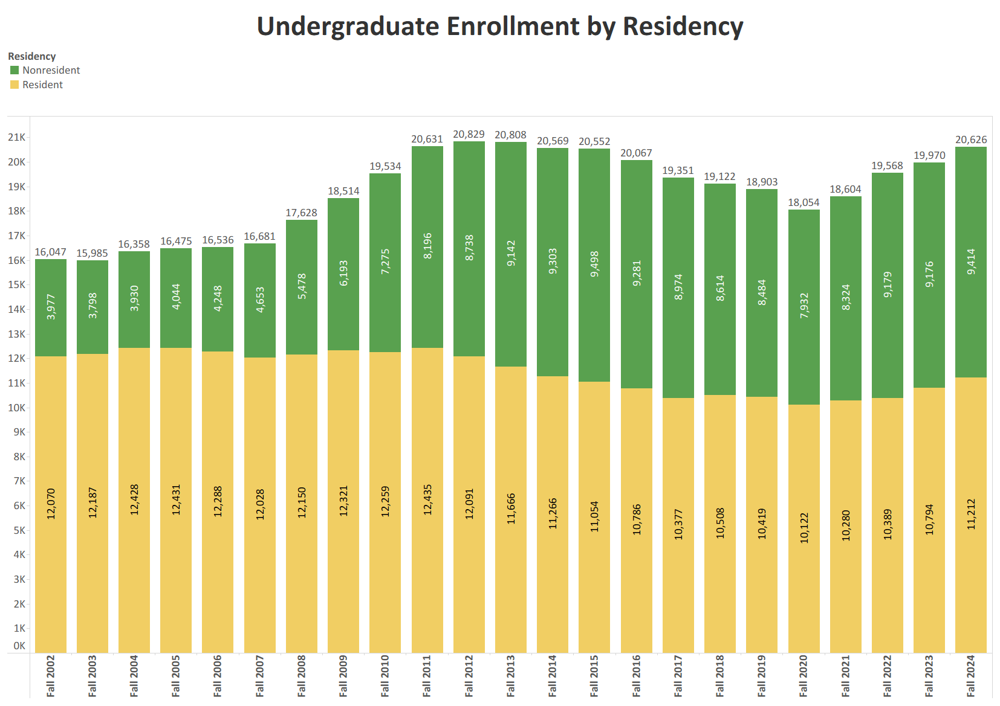 Undergraduate Enrollment by Residency
Residency
Nonresident
Resident
21K
20K
19K
18K
17K
16K
15K
14K
13K
12K
11K
10K
9K
8K
7K
6K
5K
4K
3K
2K
1K
0K
16,047
3,977
12,070
Fall 2002
15,985
3,798
12,187
Fall 2003
16,358
3,930
12,428
Fall 2004
16,475
4,044
12,431
Fall 2005
16,536
4,248
12,288
Fall 2006
16,681
4,653
12,028
Fall 2007
17,628
5,478
12,150
Fall 2008
18,514
6,193
12,321
Fall 2009
19,534
7,275
12,259
Fall 2010
20,631
8,196
12,435
Fall 2011
20,829
8,738
12,091
Fall 2012
20,808
9,142
11,666
Fall 2013
20,569
9,303
11,266
Fall 2014
20,552
9,498
11,054
Fall 2015
20,067
9,281
10,786
Fall 2016
19,351
8,974
10,377
Fall 2017
19,122
8,614
10,508
Fall 2018
18,903
8,484
10,419
Fall 2019
18,054
7,932
10,122
Fall 2020
18,604
8,324
10,280
Fall 2021
19,568
9,179
10,389
Fall 2022
19,970
9,176
10,794
Fall 2023
20,626
9,414
11,212
Fall 2024